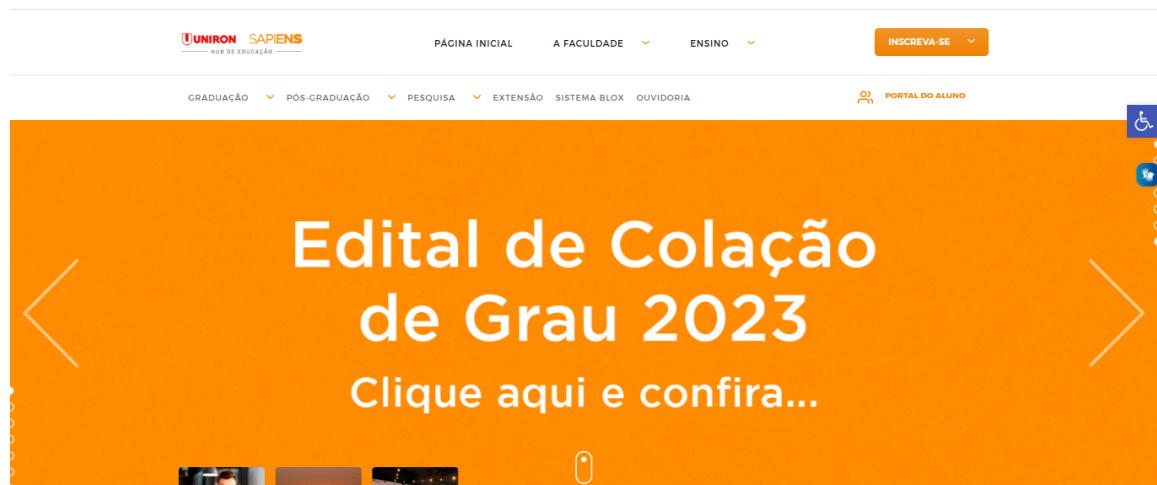 UNIRON SAPIENS
HUB DE EDUCAÇÃO
PÁGINA INICIAL A FACULDADE ENSINO INSCREVA-SE
GRADUAÇÃO PÓS-GRADUAÇÃO PESQUISA EXTENSÃO SISTEMA BLOX OUVIDORIA PORTAL DO ALUNO
Edital de Colação
de Grau 2023
Clique aqui e confira...